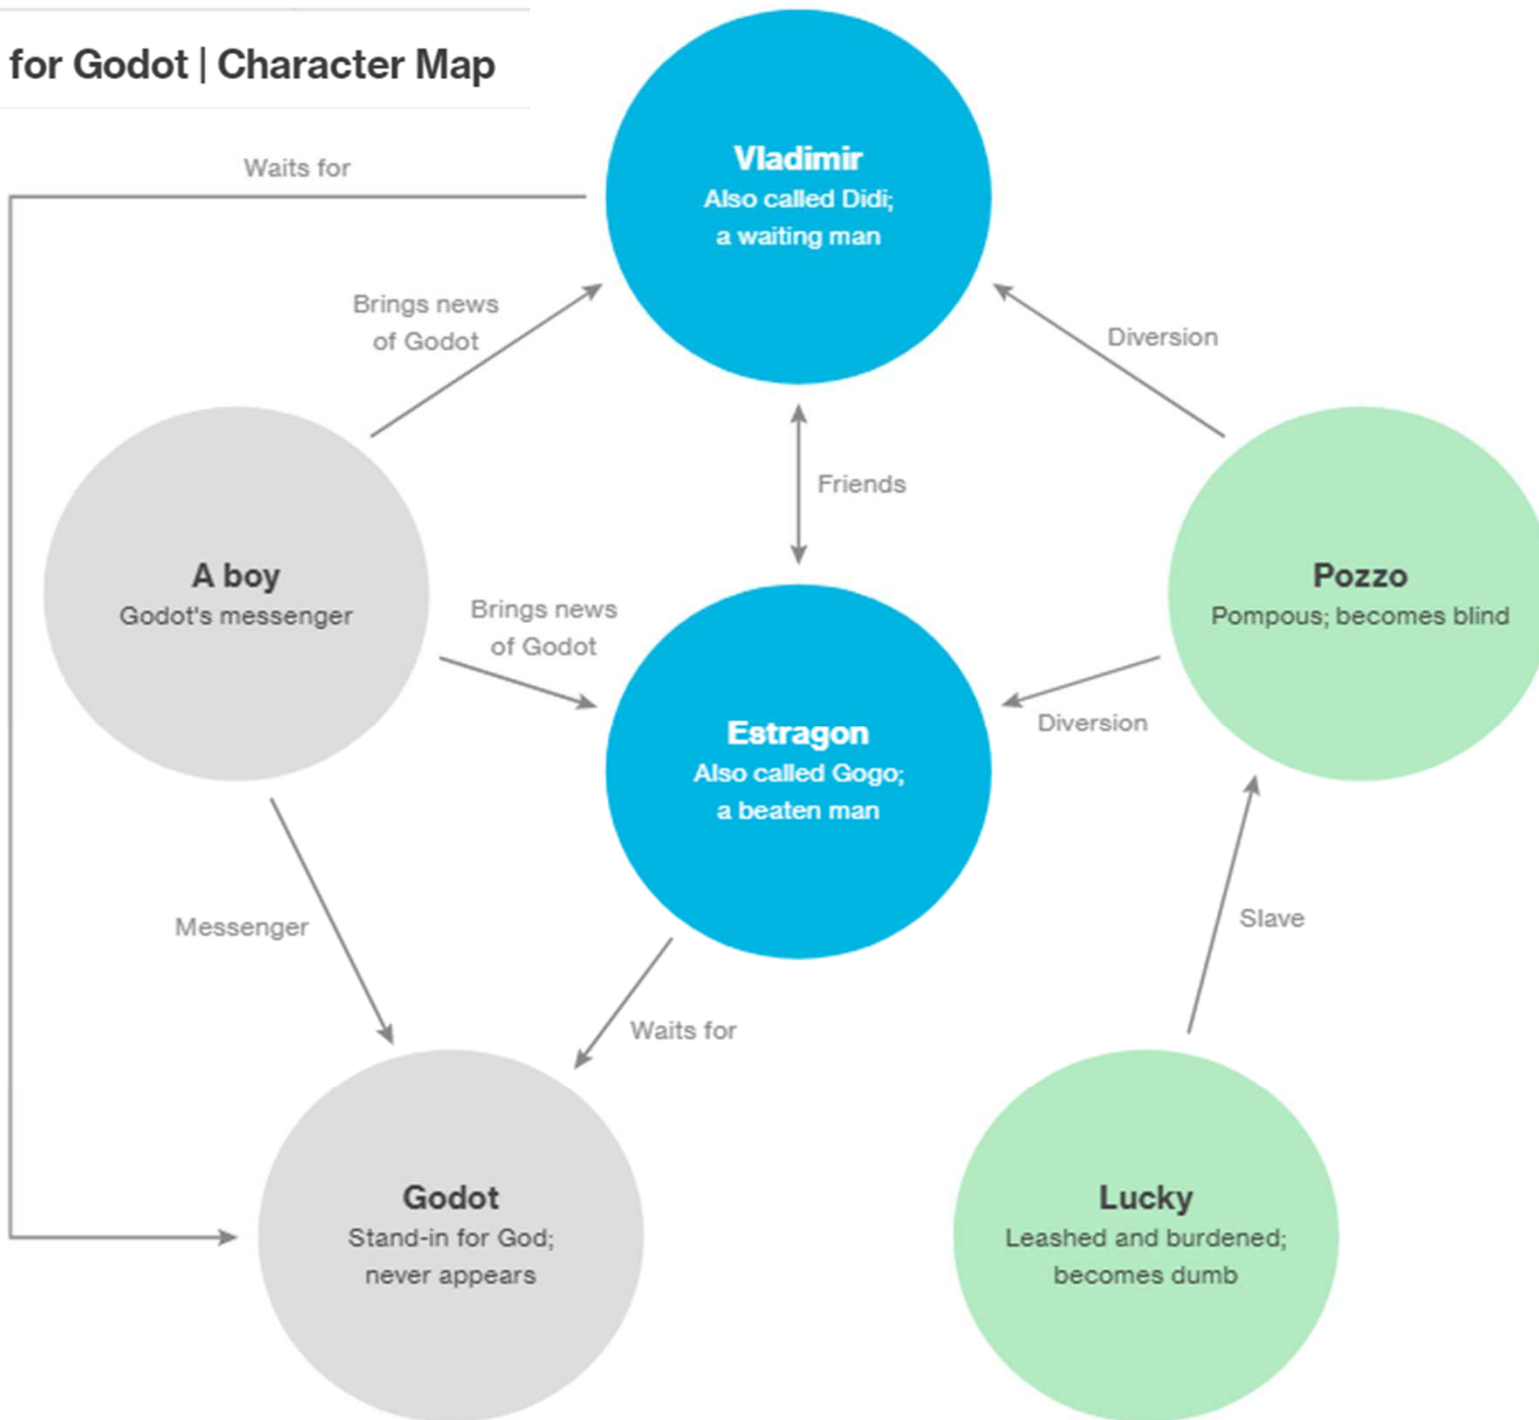 for Godot | Character Map
Waits for
Vladimir
Also called Didi;
a waiting man
Brings news
of Godot
Diversion
Friends
A boy
Godot's messenger
Brings news
of Godot
Pozzo
Pompous; becomes blind
Estragon
Also called Gogo;
a beaten man
Diversion
Messenger
Slave
Waits for
Godot
Stand-in for God;
never appears
Lucky
Leashed and burdened;
becomes dumb